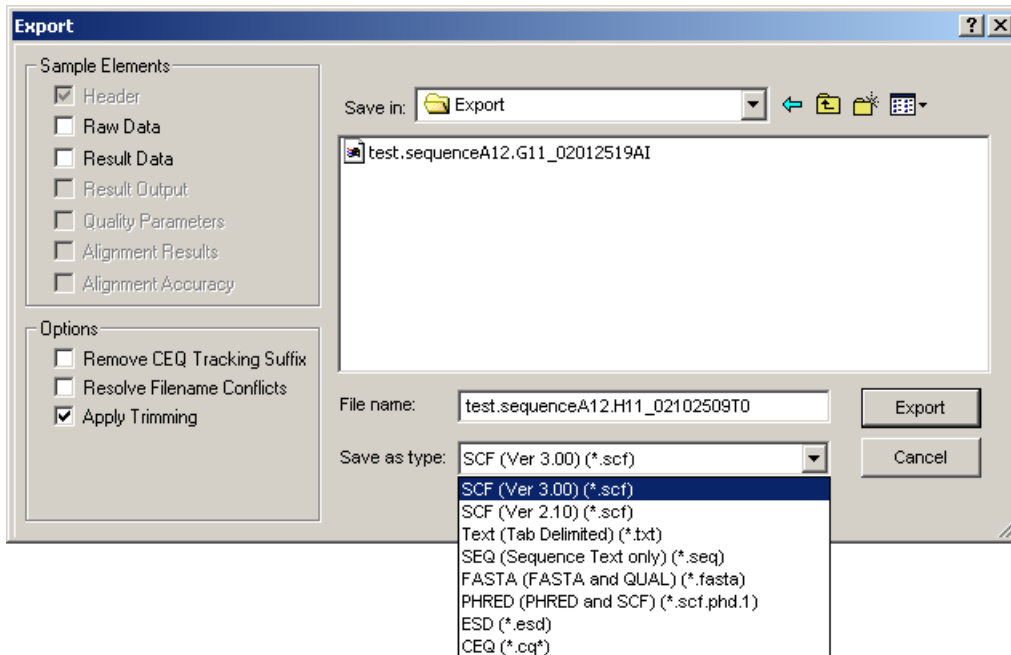 Export
Sample Elements
Header
Raw Data
Result Data
Result Output
Quality Parameters
Alignment Results
Alignment Accuracy
Options
Remove CEQ Tracking Suffix
Resolve Filename Conflicts
Apply Trimming
Save in: Export
test.sequenceA12.G11_02012519AI
File name: test.sequenceA12.H11_02102509T0
Export
Save as type: SCF (Ver 3.00) (*.scf)
Cancel
SCF (Ver 3.00) (*.scf)
SCF (Ver 2.10) (*.scf)
Text (Tab Delimited) (*.txt)
SEQ (Sequence Text only) (*.seq)
FASTA (FASTA and QUAL) (*.fasta)
PHRED (PHRED and SCF) (*.scf.phd.1)
ESD (*.esd)
CEQ (*.cq*)